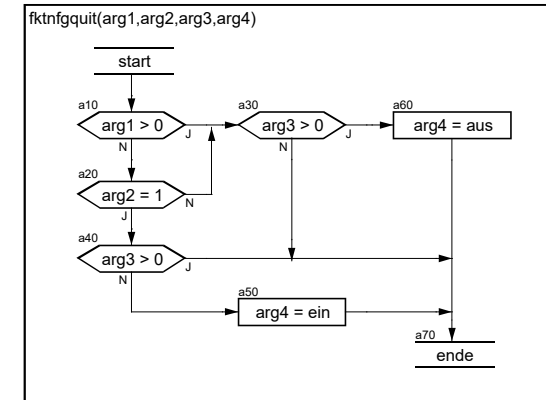 fktnfgquit(arg1,arg2,arg3,arg4)
start
a10
arg1 > 0
J
N
a30
arg3 > 0
J
N
a60
arg4 = aus
a20
arg2 = 1
N
J
a40
arg3 > 0
J
N
a50
arg4 = ein
a70
ende